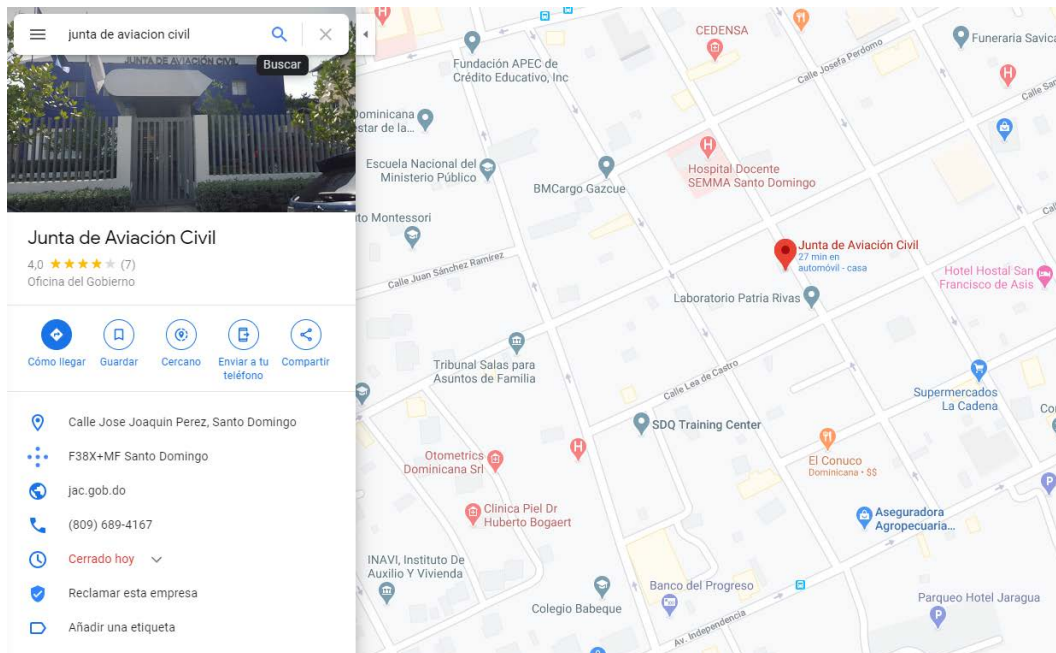 junta de aviacion civil
JUNTA DE AVIACIÓN CIVIL
Buscar
Junta de Aviación Civil
4,0 (7)
Oficina del Gobierno
Cómo llegar
Guardar
Cercano
Enviar a tu
teléfono
Compartir
Calle Jose Joaquin Perez, Santo Domingo
F38X+MF Santo Domingo
jac.gob.do
(809) 689-4167
Cerrado hoy
Reclamar esta empresa
Añadir una etiqueta
H
CEDENSA
Funeraria Savica
Fundación APEC de
Crédito Educativo, Inc
Calle Josefa Perdomo
H
Calle San
Dominicana
star de la...
Escuela Nacional del
Ministerio Público
BMCargo Gazcue
H
Hospital Docente
SEMMA Santo Domingo
to Montessori
Junta de Aviación Civil
27 min en
automóvil - casa
Calle Juan Sánchez Ramírez
Hotel Hostal San
Francisco de Asis
Laboratorio Patria Rivas
Tribunal Salas para
Asuntos de Familia
Calle Lea de Castro
Supermercados
La Cadena
SDQ Training Center
H
El Conuco
Dominicana • $$
Otometrics
Dominicana Srl
P
Clinica Piel Dr
Huberto Bogaert
Aseguradora
Agropecuaria...
INAVI, Instituto De
Auxilio Y Vivienda
Banco del Progreso
Colegio Babeque
Parqueo Hotel Jaragua
P
Av. Independencia